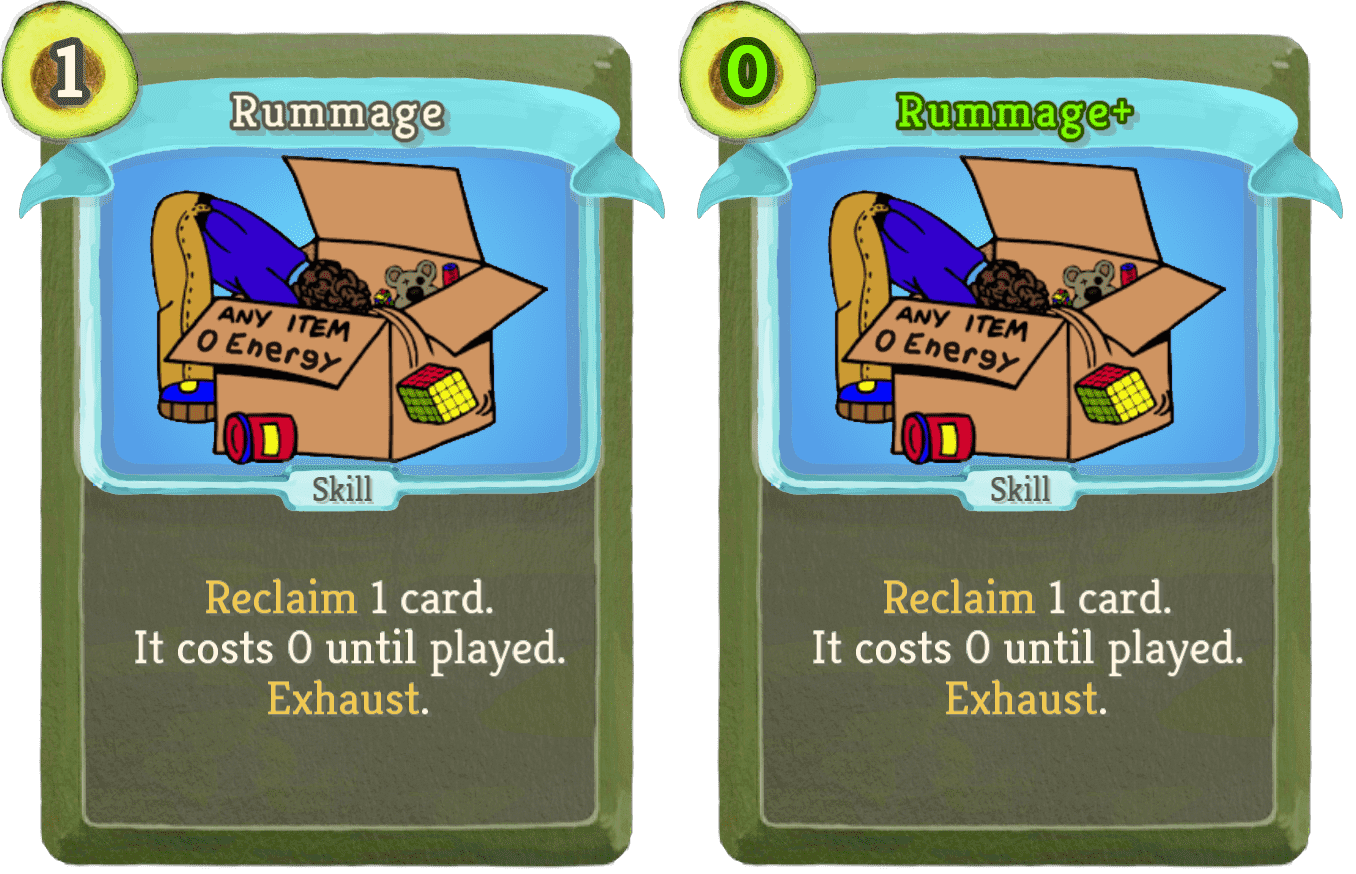 1
Rummage
ANY ITEM
0 Energy
Skill
Reclaim 1 card.
It costs 0 until played.
Exhaust.
0
Rummage+
ANY ITEM
0 Energy
Skill
Reclaim 1 card.
It costs 0 until played.
Exhaust.